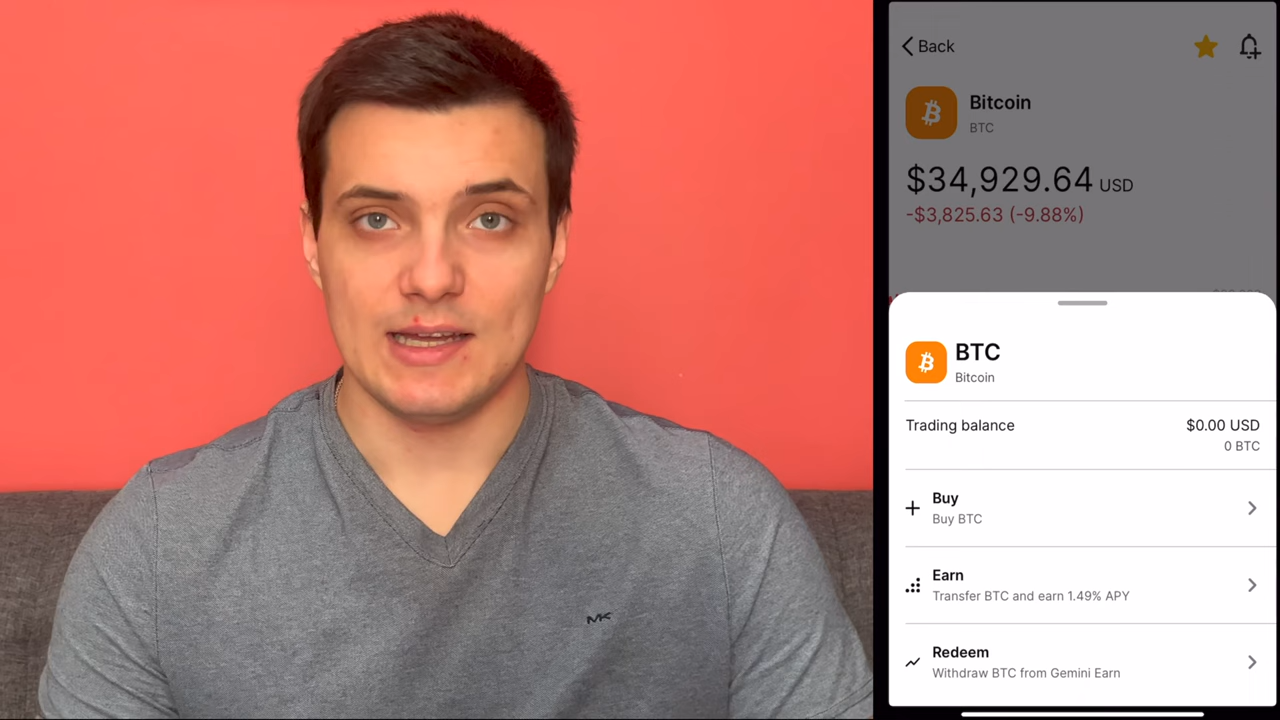 MK
Back
Bitcoin
BTC
$34,929.64 USD
-$3,825.63 (-9.88%)
BTC
Bitcoin
Trading balance
$0.00 USD
0 BTC
Buy
Buy BTC
Earn
Transfer BTC and earn 1.49% APY
Redeem
Withdraw BTC from Gemini Earn